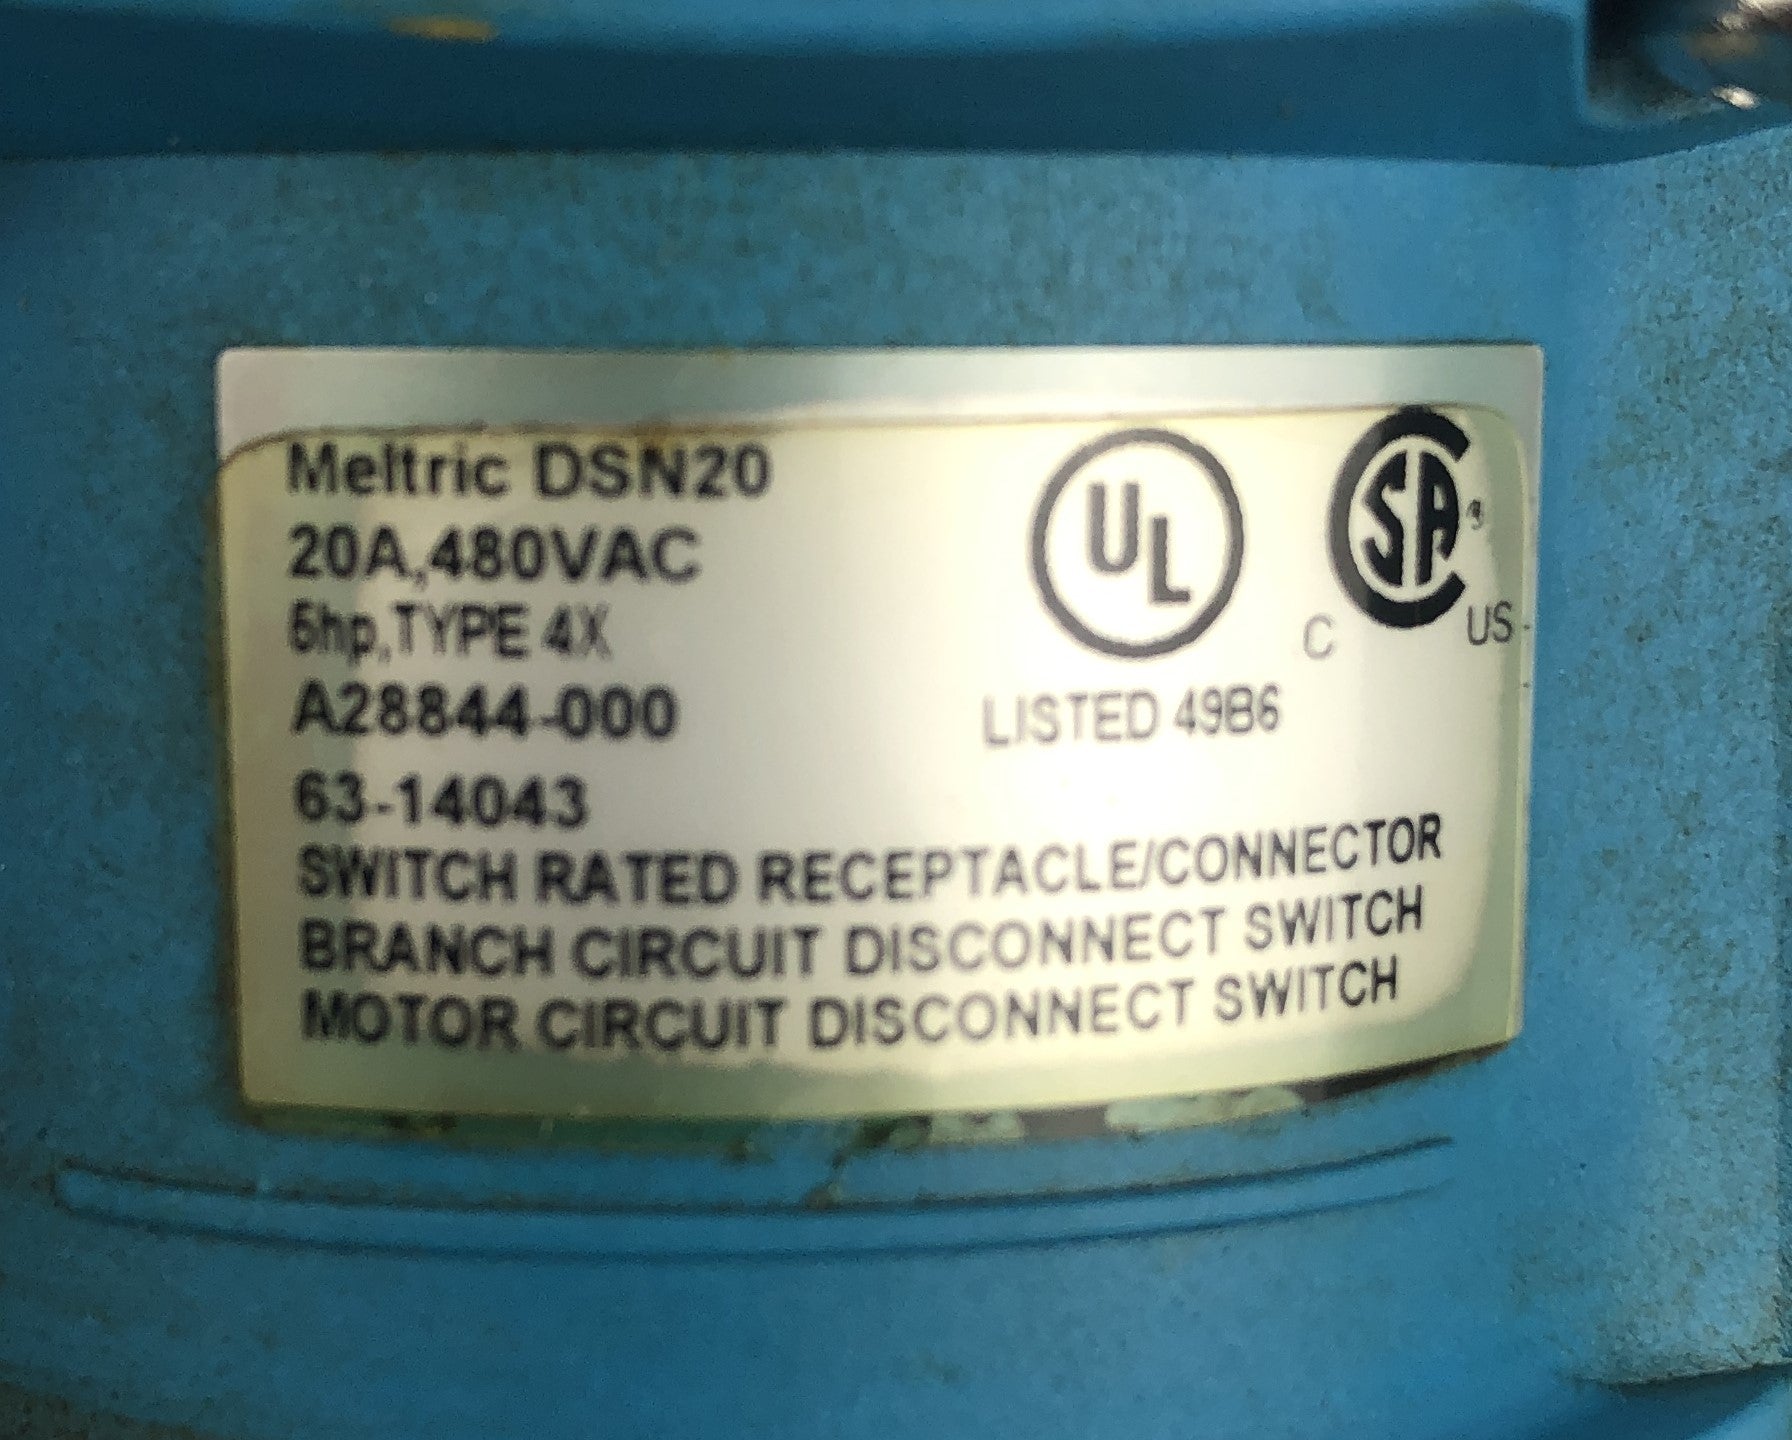 Meltric DSN20
20A,480VAC
5hp,TYPE 4X
A28844-000
63-14043
SWITCH RATED RECEPTACLE/CONNECTOR
BRANCH CIRCUIT DISCONNECT SWITCH
MOTOR CIRCUIT DISCONNECT SWITCH
UL
LISTED 49B6
C SA US